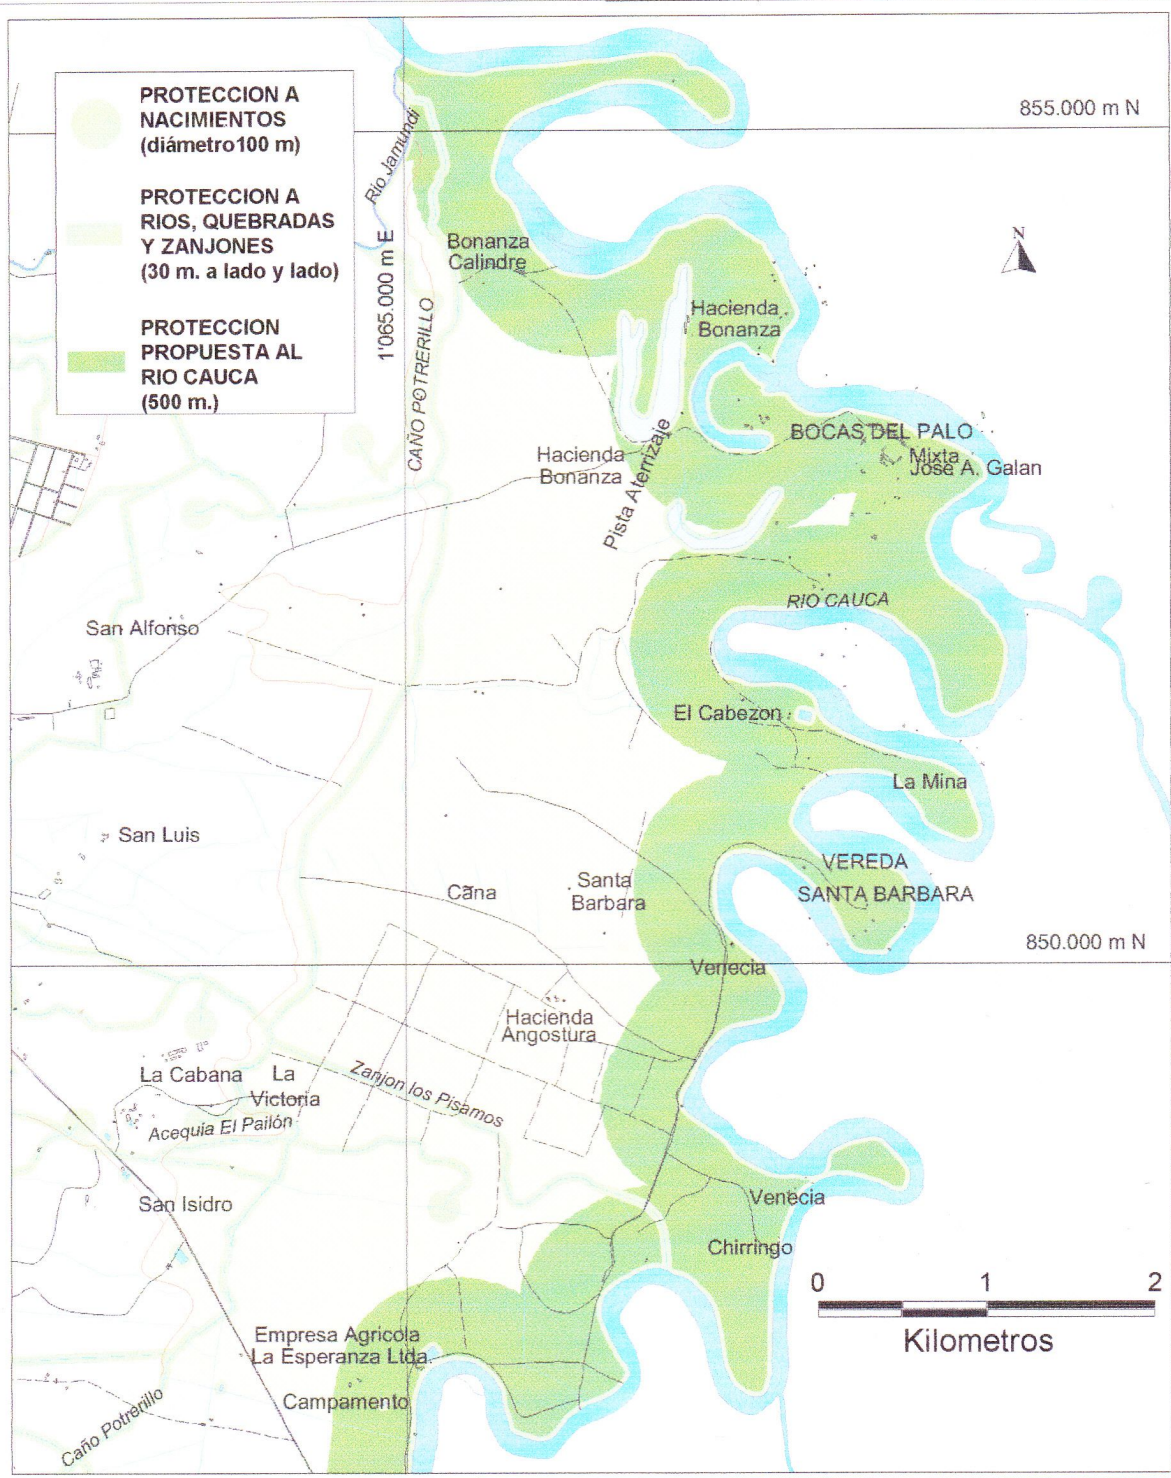 PROTECCION A
NACIMIENTOS
(diámetro100 m)
PROTECCION A
RIOS, QUEBRADAS
Y ZANJONES
(30 m. a lado y lado)
PROTECCION
PROPUESTA AL
RIO CAUCA
(500 m.)
855.000 m N
Rio Jamundi
1'065.000 m E
N
Bonanza
Calindre
CAÑO POTRERILLO
Hacienda
Bonanza
BOCAS DEL PALO
Mixta
Jose A. Galan
Hacienda
Bonanza
Pista Aterrizaje
RIO CAUCA
San Alfonso
El Cabezon
La Mina
San Luis
VEREDA
SANTA BARBARA
Cãna
Santa
Barbara
850.000 m N
Venecia
Hacienda
Angostura
La Cabana
La
Victoria
Zanjon los Pisamos
Acequia El Pailón
San Isidro
Venecia
Chirringo
0 1 2
Kilometros
Empresa Agricola
La Esperanza Ltda.
Campamento
Caño Potrerillo